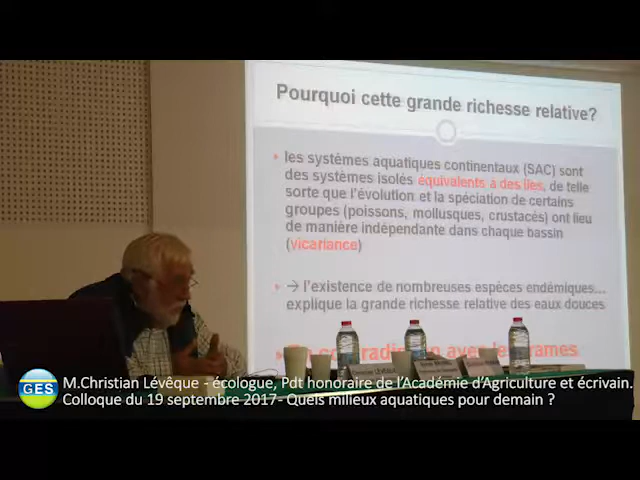 Pourquoi cette grande richesse relative?
les systèmes aquatiques continentaux (SAC) sont
des systèmes isolés équivalents à des îles, de telle
sorte que l'évolution et la spéciation de certains
groupes (poissons, mollusques, crustacés) ont lieu
de manière indépendante dans chaque bassin
(vicariance)
→ l'existence de nombreuses espèces endémiques...
explique la grande richesse relative des eaux douces
avec les trames
GES
M.Christian Lévêque - écologue, Pdt honoraire de l'Académie d'Agriculture et écrivain.
Colloque du 19 septembre 2017- Quels milieux aquatiques pour demain ?